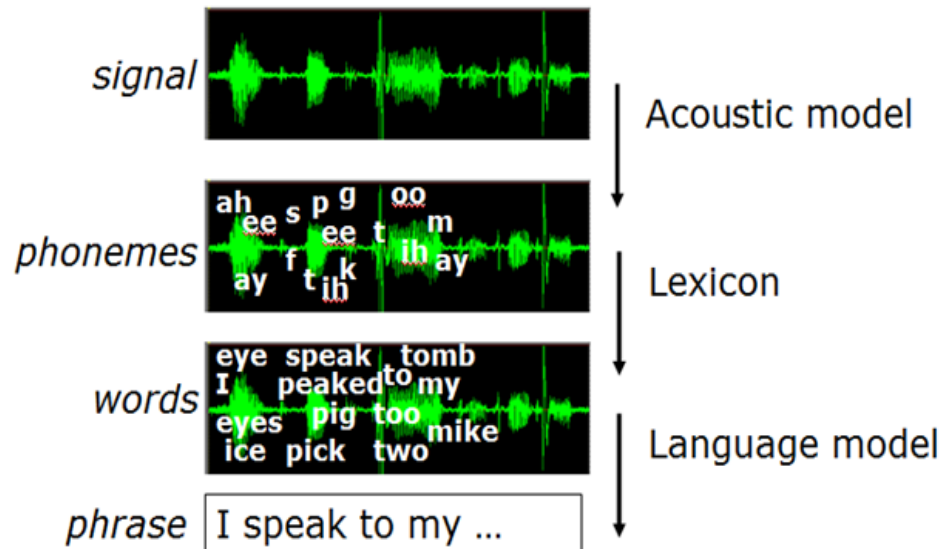 signal
Acoustic model
phonemes
ah ee s p g ee t oo m
ay f t ih k ih ay
Lexicon
words
eye speak tomb
I peaked to my
eyes pig too mike
ice pick two
Language model
phrase
I speak to my ...